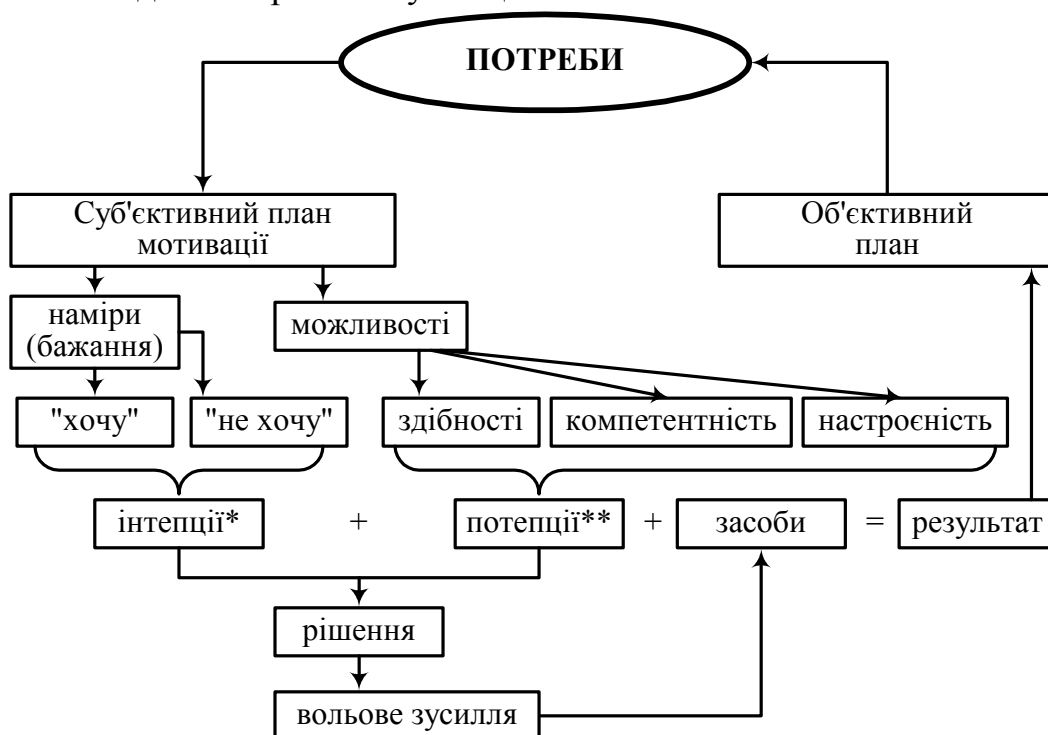 ПОТРЕБИ
Суб'єктивний план
мотивації
Об'єктивний
план
наміри
(бажання)
можливості
"хочу"
"не хочу"
здібності
компетентність
настроєність
інтепції*
+
потепції**
+
засоби
=
результат
рішення
вольове зусилля